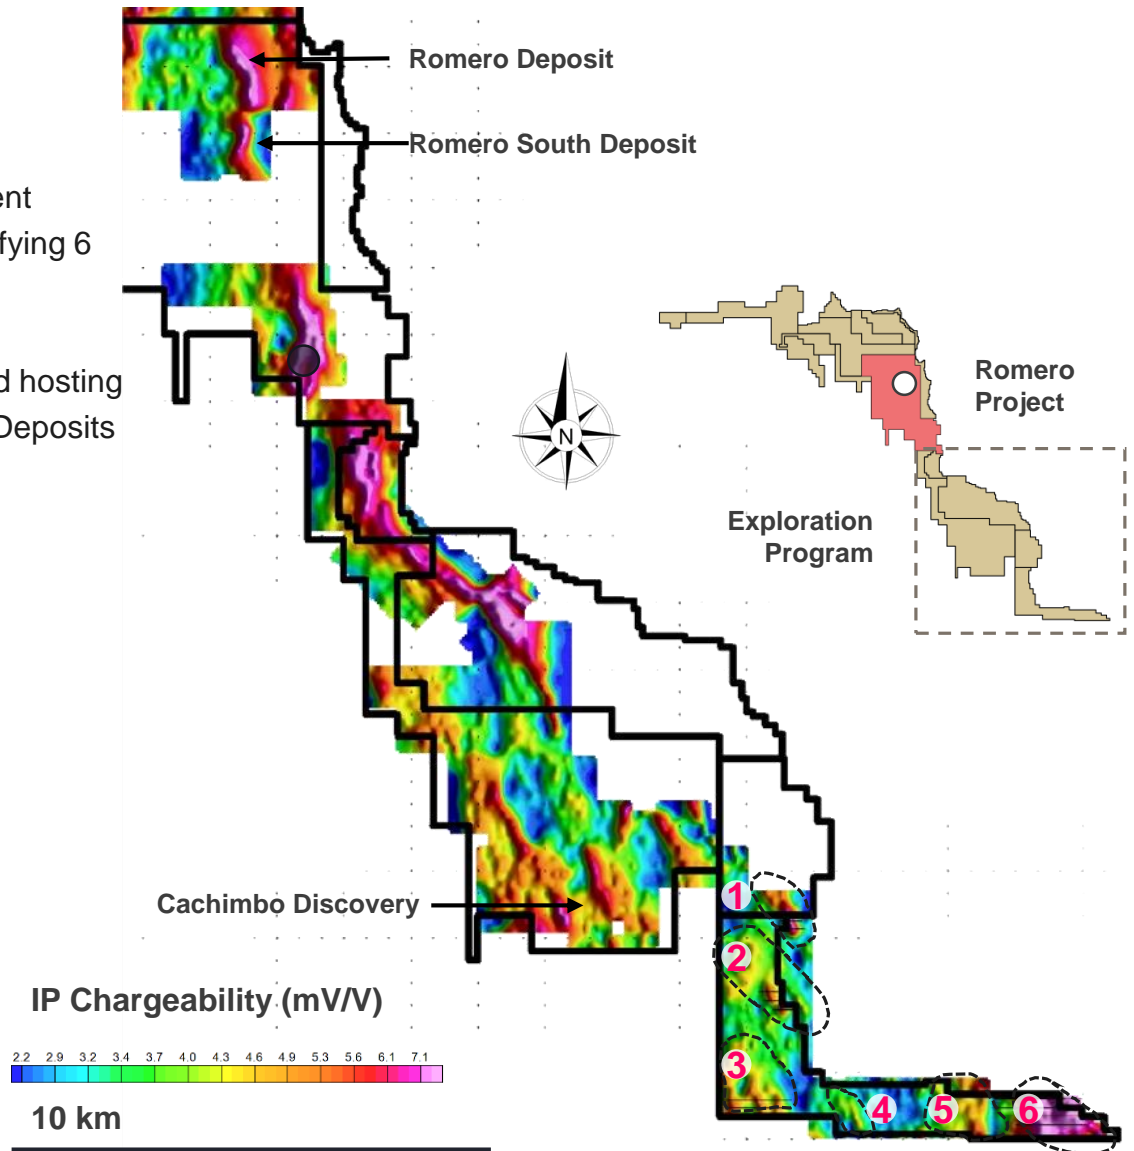 Romero Deposit
Romero South Deposit
ent
fying 6
d hosting
Deposits
N
Romero
Project
Exploration
Program
Cachimbo Discovery
1
2
3
4
5
6
IP Chargeability (mV/V)
2.2 2.9 3.2 3.4 3.7 4.0 4.3 4.6 4.9 5.3 5.6 6.1 7.1
10 km